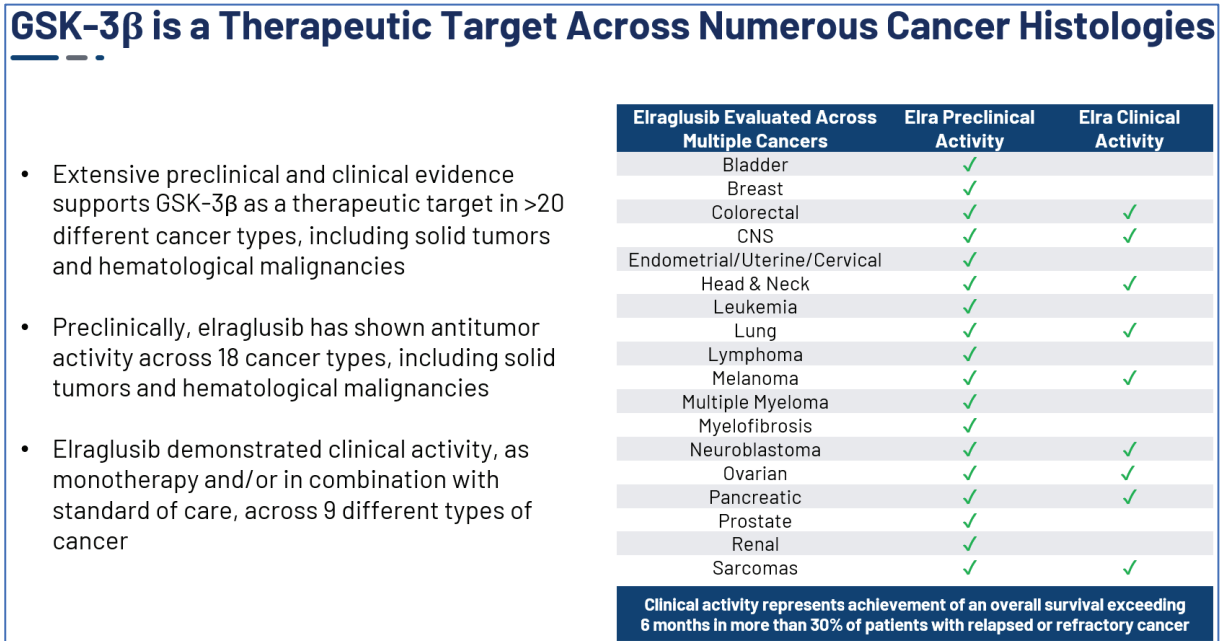 GSK-3β is a Therapeutic Target Across Numerous Cancer Histologies
• Extensive preclinical and clinical evidence
supports GSK-3β as a therapeutic target in >20
different cancer types, including solid tumors
and hematological malignancies
• Preclinically, elraglusib has shown antitumor
activity across 18 cancer types, including solid
tumors and hematological malignancies
• Elraglusib demonstrated clinical activity, as
monotherapy and/or in combination with
standard of care, across 9 different types of
cancer
Elraglusib Evaluated Across Elra Preclinical Elra Clinical
Multiple Cancers Activity Activity
Bladder ✓
Breast ✓
Colorectal ✓ ✓
CNS ✓ ✓
Endometrial/Uterine/Cervical ✓
Head & Neck ✓ ✓
Leukemia ✓
Lung ✓ ✓
Lymphoma ✓
Melanoma ✓ ✓
Multiple Myeloma ✓
Myelofibrosis ✓
Neuroblastoma ✓ ✓
Ovarian ✓ ✓
Pancreatic ✓ ✓
Prostate ✓
Renal ✓
Sarcomas ✓ ✓
Clinical activity represents achievement of an overall survival exceeding
6 months in more than 30% of patients with relapsed or refractory cancer